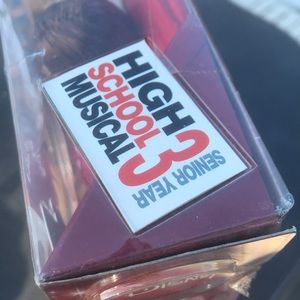 HIGH
SCHOOL
MUSICAL
3
SENIOR YEAR